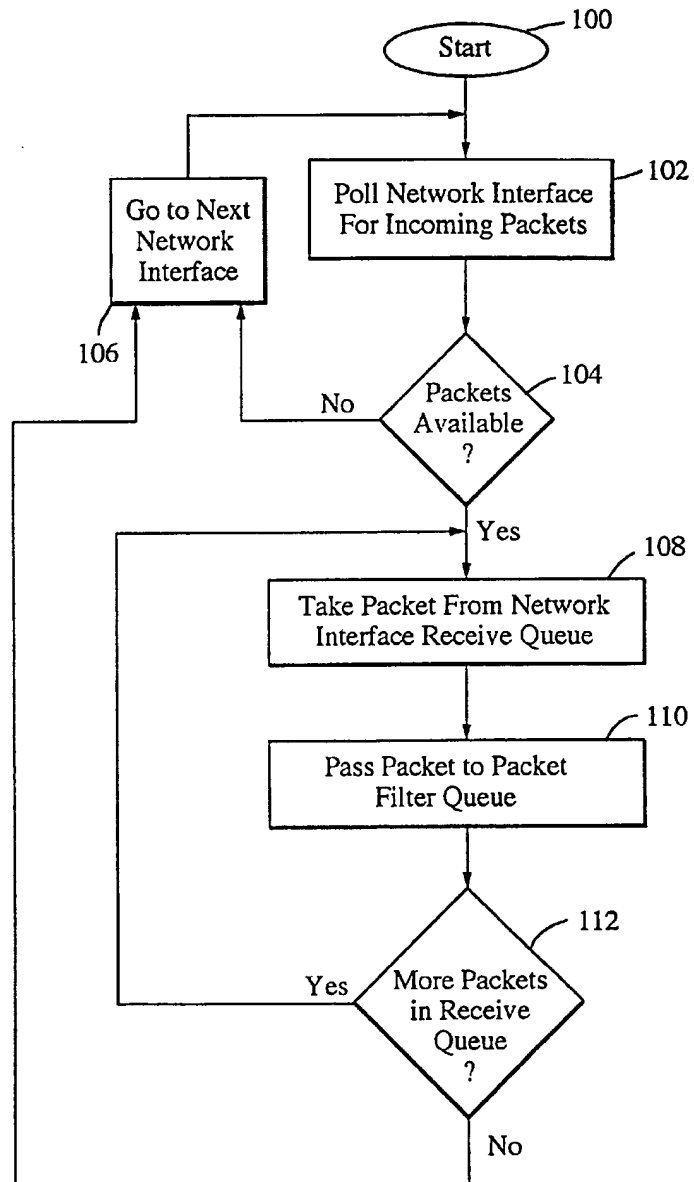 100
Start
102
Poll Network Interface
For Incoming Packets
Go to Next
Network
Interface
106
104
Packets
Available
?
No
Yes
108
Take Packet From Network
Interface Receive Queue
110
Pass Packet to Packet
Filter Queue
112
More Packets
in Receive
Queue
?
Yes
No